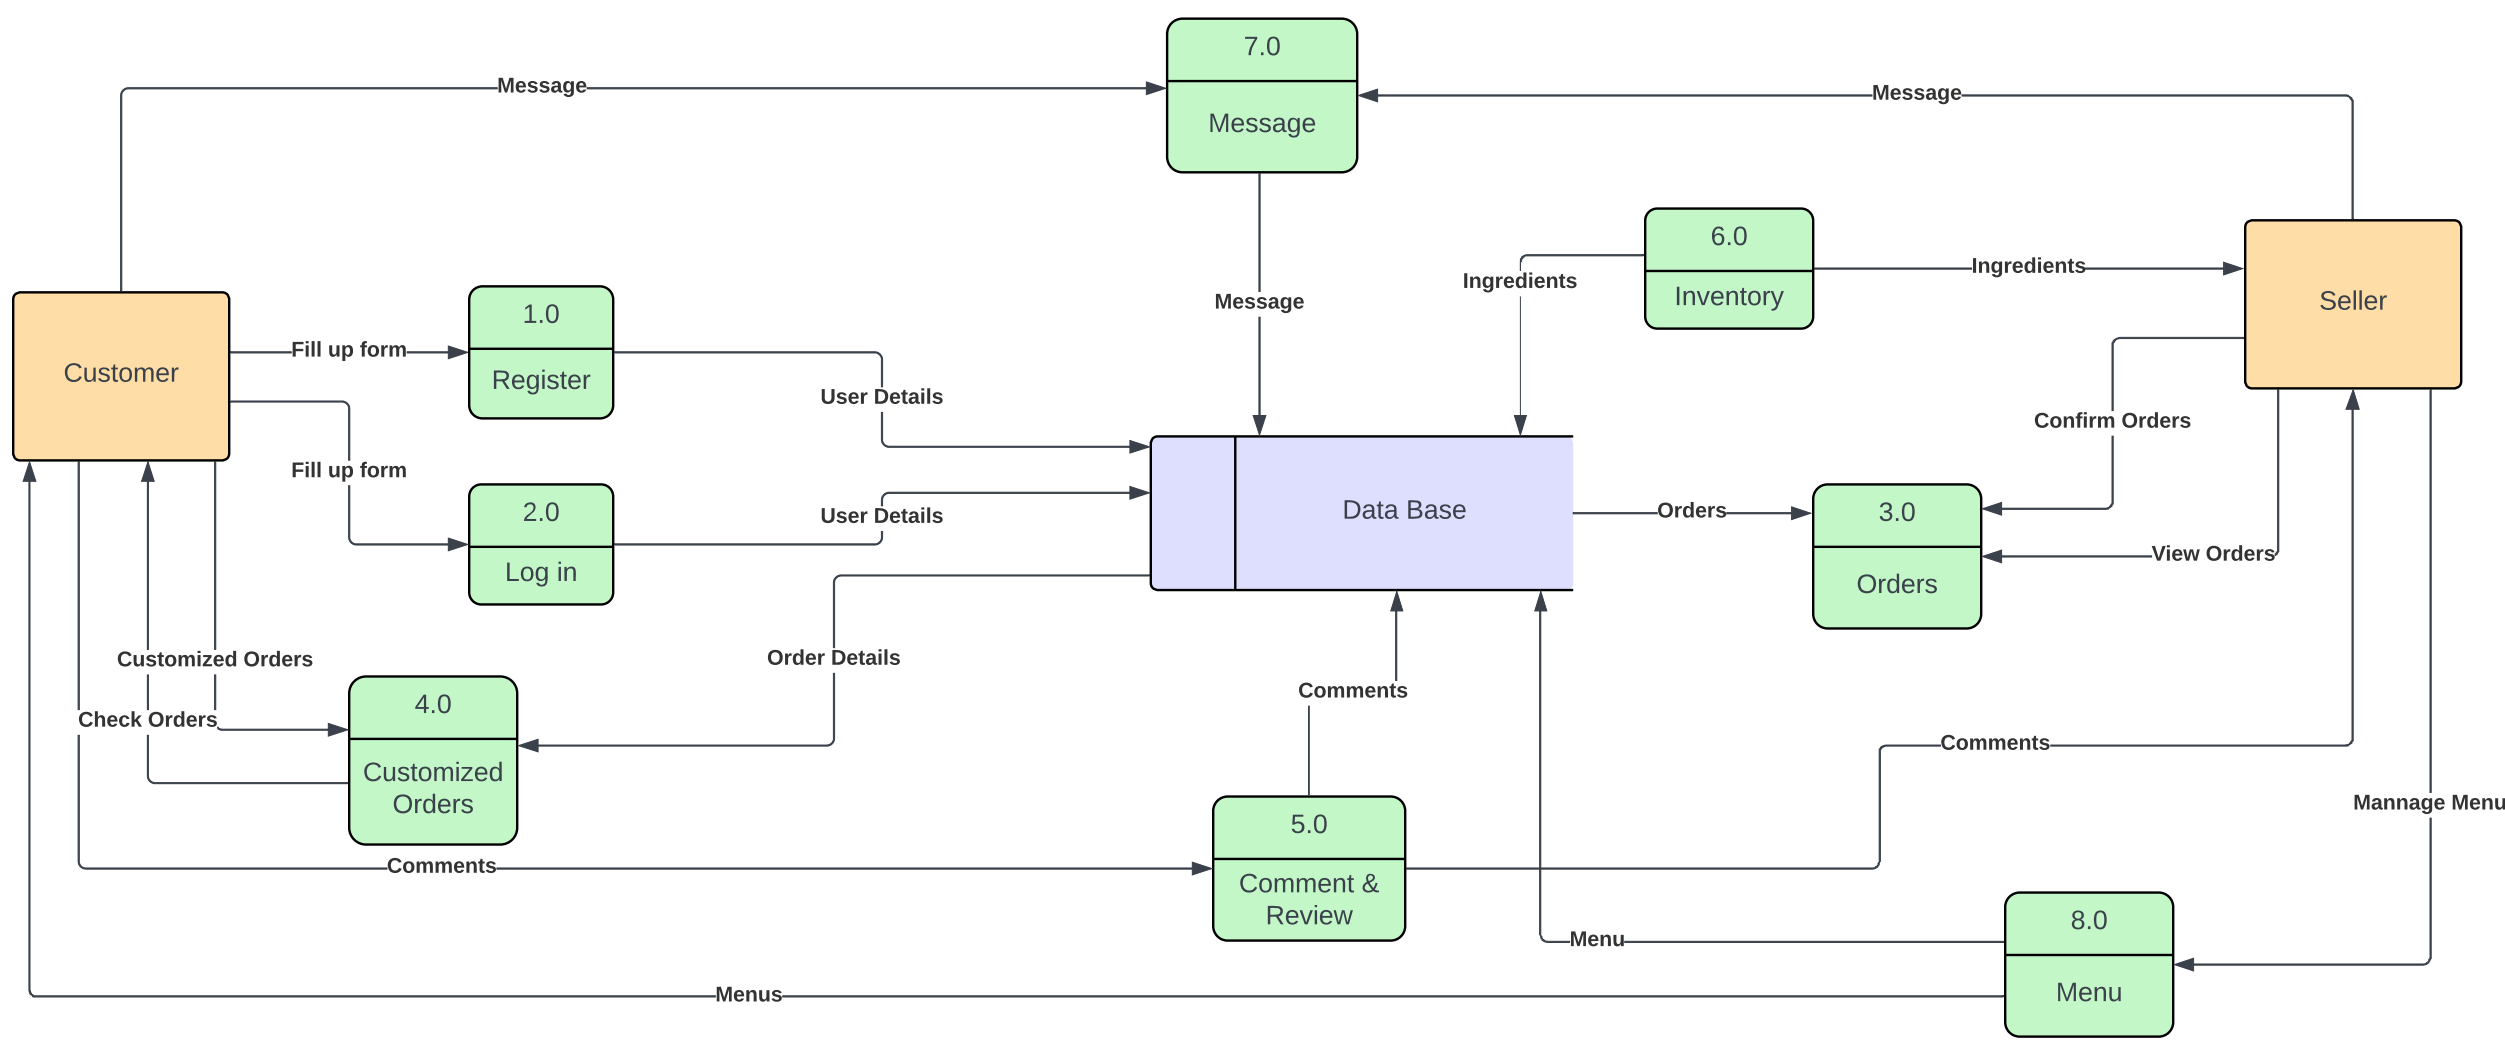 7.0
Message
Message
Message
6.0
Ingredients
Ingredients
Inventory
Seller
Message
1.0
Fill up form
Register
Customer
User Details
Confirm Orders
Fill up form
2.0
User Details
Log in
Data Base
Orders
3.0
View Orders
Orders
Customized Orders
Order Details
Comments
4.0
Check Orders
Customized
Orders
Comments
Mannage Menu
5.0
Comments
Comment &
Review
8.0
Menu
Menu
Menus